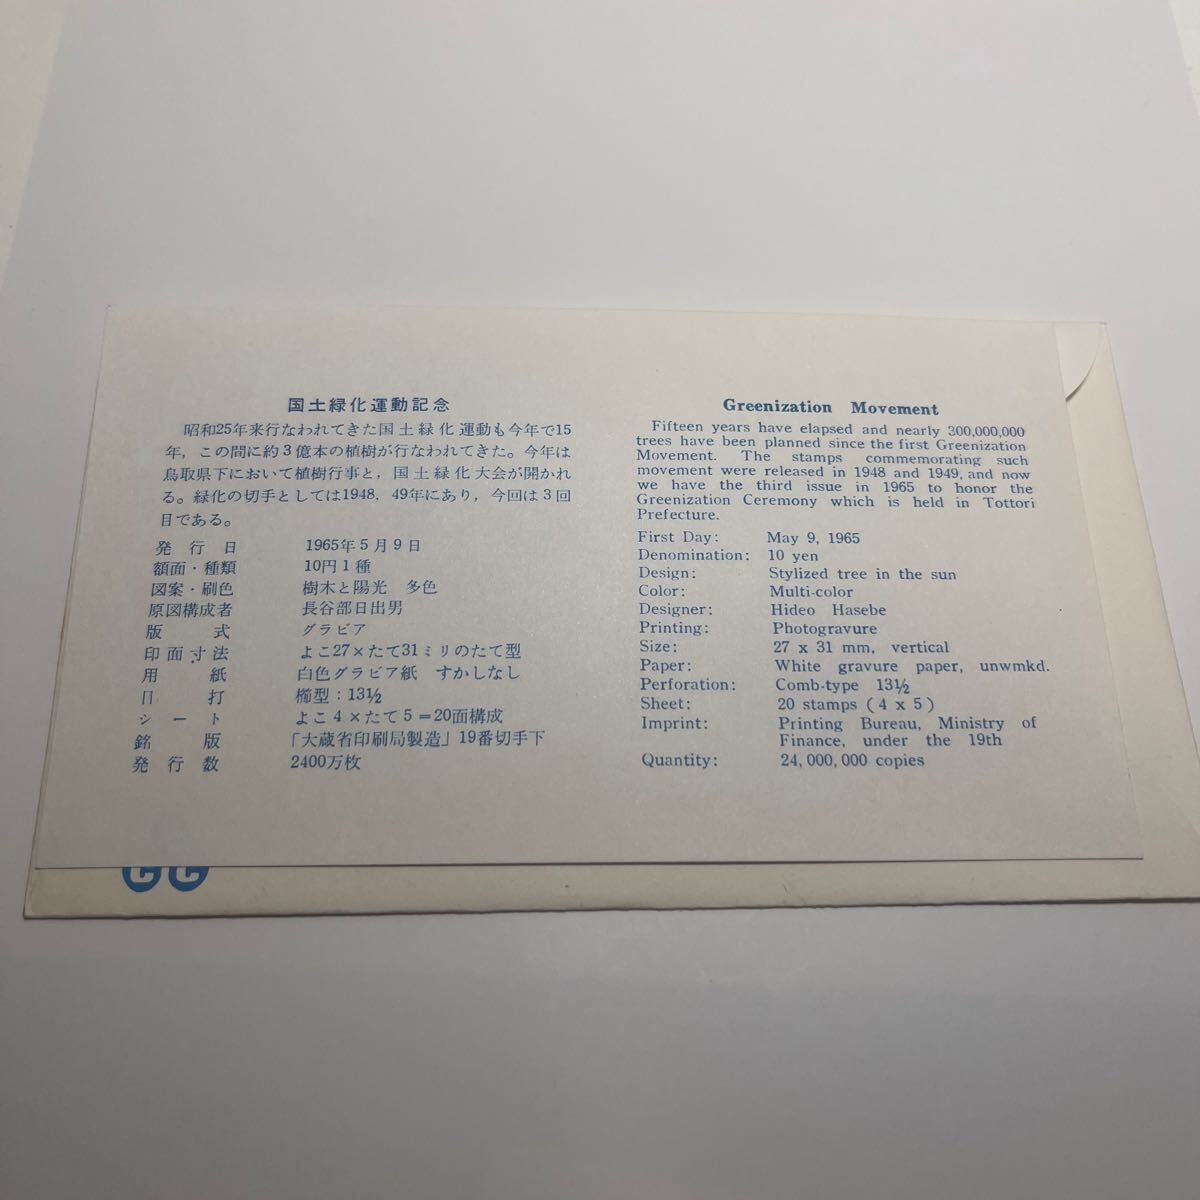 国土緑化運動記念
昭和25年来行なわれてきた国土緑化運動も今年で15
年，この間に約3億本の植樹が行なわれてきた。今年は
鳥取県下において植樹行事と，国土緑化大会が開かれ
る。緑化の切手としては1948，49年にあり，今回は3回
目である。
発行日 1965年5月9日
額面・種類 10円1種
図案・刷色 樹木と陽光 多色
原図構成者 長谷部日出男
版式 グラビア
印面寸法 よこ27×たて31ミリのたて型
用紙 白色グラビア紙 すかしなし
目打 櫛型：13½
シート よこ4×たて5＝20面構成
銘版 「大蔵省印刷局製造」19番切手下
発行数 2400万枚
Greenization Movement
Fifteen years have elapsed and nearly 300,000,000
trees have been planned since the first Greenization
Movement. The stamps commemorating such
movement were released in 1948 and 1949, and now
we have the third issue in 1965 to honor the
Greenization Ceremony which is held in Tottori
Prefecture.
First Day: May 9, 1965
Denomination: 10 yen
Design: Stylized tree in the sun
Color: Multi-color
Designer: Hideo Hasebe
Printing: Photogravure
Size: 27 x 31 mm, vertical
Paper: White gravure paper, unwmkd.
Perforation: Comb-type 13½
Sheet: 20 stamps (4 x 5)
Imprint: Printing Bureau, Ministry of
Finance, under the 19th
Quantity: 24,000,000 copies